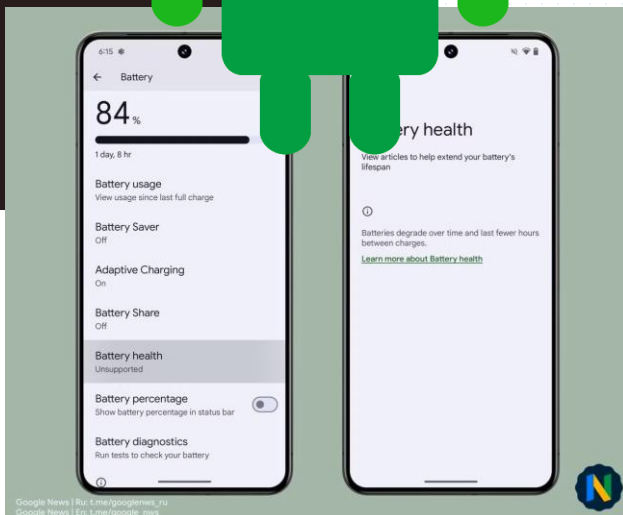 6:15
Battery
84%
1 day, 8 hr
Battery usage
View usage since last full charge
Battery Saver
Off
Adaptive Charging
On
Battery Share
Off
Battery health
Unsupported
Battery percentage
Show battery percentage in status bar
Battery diagnostics
Run tests to check your battery
ery health
View articles to help extend your battery's
lifespan
Batteries degrade over time and last fewer hours
between charges.
Learn more about Battery health
Google News | Ru: t.me/googlenws_ru
Google News | En: t.me/google_nws
N